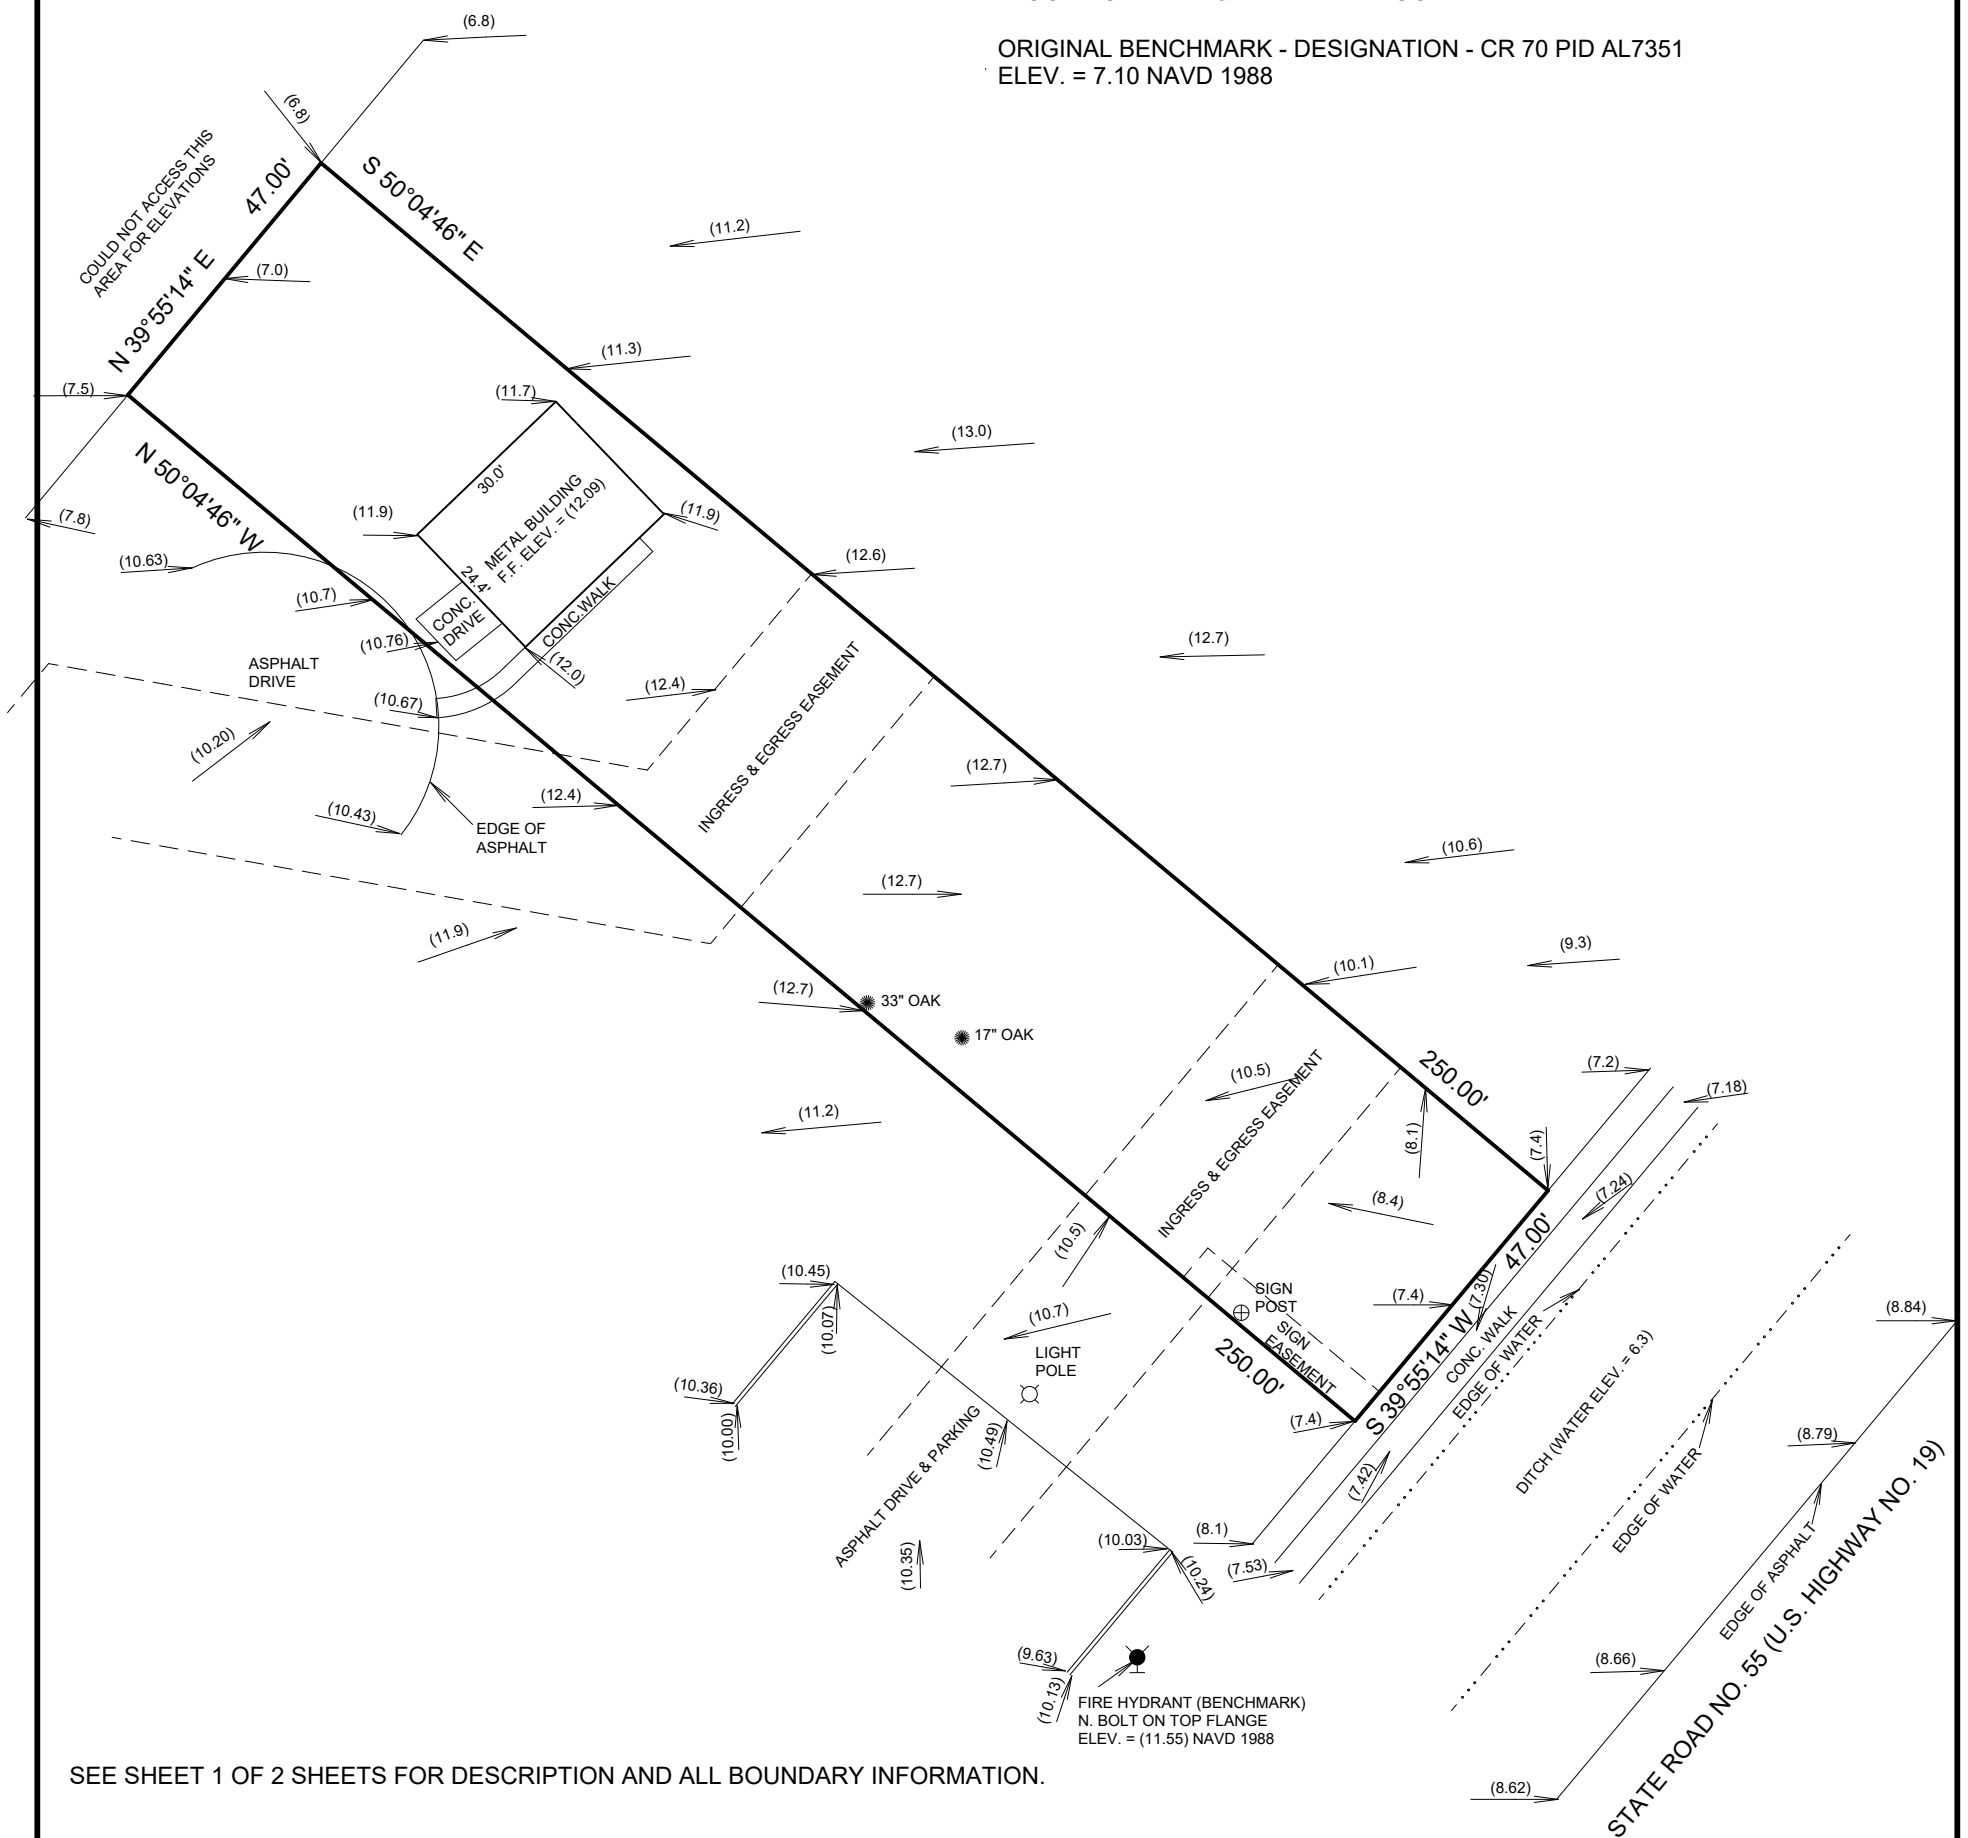 ORIGINAL BENCHMARK - DESIGNATION - CR 70 PID AL7351
ELEV. = 7.10 NAVD 1988
(6.8)
(6.8)
COULD NOT ACCESS THIS
AREA FOR ELEVATIONS
47.00'
N 39°55'14" E
S 50°04'46" E
(11.2)
(7.0)
(11.3)
(7.5)
(11.7)
(13.0)
N 50°04'46" W
30.0'
METAL BUILDING
F.F. ELEV. = (12.09)
24.4'
(11.9)
(11.9)
(7.8)
(10.63)
(12.6)
(10.7)
CONC.
DRIVE
CONC.WALK
(10.76)
(12.0)
(12.7)
ASPHALT
DRIVE
(12.4)
(10.67)
INGRESS & EGRESS EASEMENT
(10.20)
(12.7)
(12.4)
(10.43)
EDGE OF
ASPHALT
(10.6)
(12.7)
(11.9)
(9.3)
(10.1)
(12.7)
33" OAK
17" OAK
250.00'
(7.2)
(7.18)
(10.5)
(11.2)
(8.1)
(7.4)
INGRESS & EGRESS EASEMENT
(7.24)
(8.4)
(10.5)
47.00'
S 39°55'14" W
(10.45)
(10.07)
SIGN
POST
(7.4)
(7.30)
(10.7)
SIGN
EASEMENT
CONC. WALK
EDGE OF WATER
(8.84)
LIGHT
POLE
250.00'
DITCH (WATER ELEV. = 6.3)
(10.36)
(10.00)
(7.4)
ASPHALT DRIVE & PARKING
(10.49)
(8.79)
(7.42)
EDGE OF WATER
(10.35)
(8.1)
(10.03)
(7.53)
(10.24)
EDGE OF ASPHALT
STATE ROAD NO. 55 (U.S. HIGHWAY NO. 19)
(9.63)
(8.66)
(10.13)
FIRE HYDRANT (BENCHMARK)
N. BOLT ON TOP FLANGE
ELEV. = (11.55) NAVD 1988
SEE SHEET 1 OF 2 SHEETS FOR DESCRIPTION AND ALL BOUNDARY INFORMATION.
(8.62)